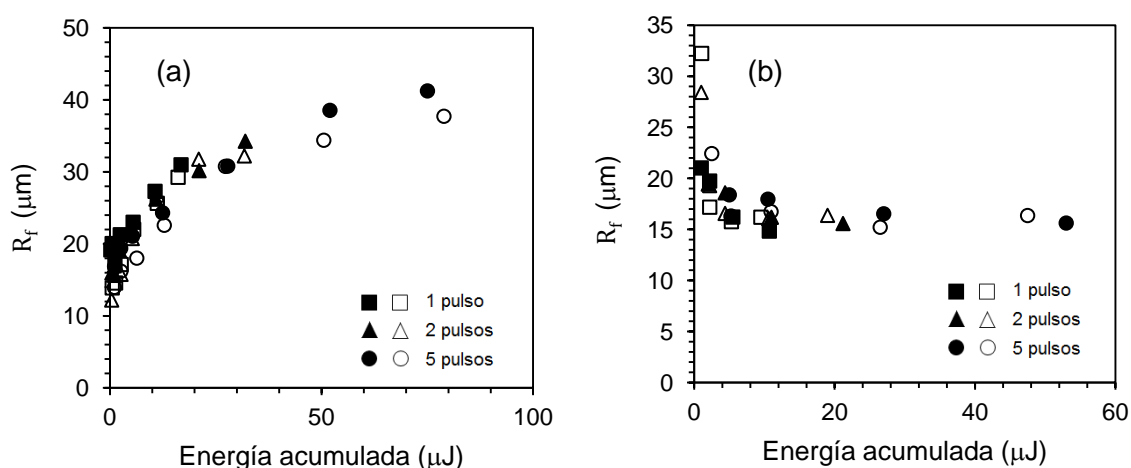 50
40
30
20
10
0
R_f (μm)
(a)
1 pulso
2 pulsos
5 pulsos
0 50 100
Energía acumulada (μJ)
35
30
25
20
15
10
5
0
R_f (μm)
(b)
1 pulso
2 pulsos
5 pulsos
0 20 40 60
Energía acumulada (μJ)